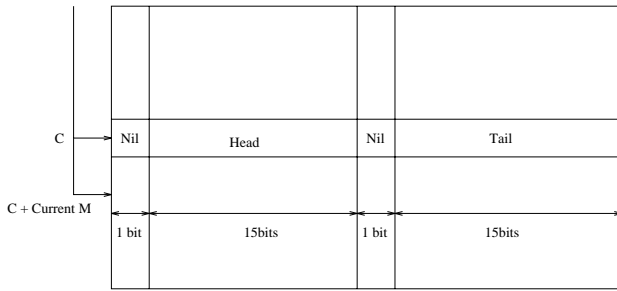 C Nil Head Nil Tail
C + Current M
1 bit 15bits 1 bit 15bits